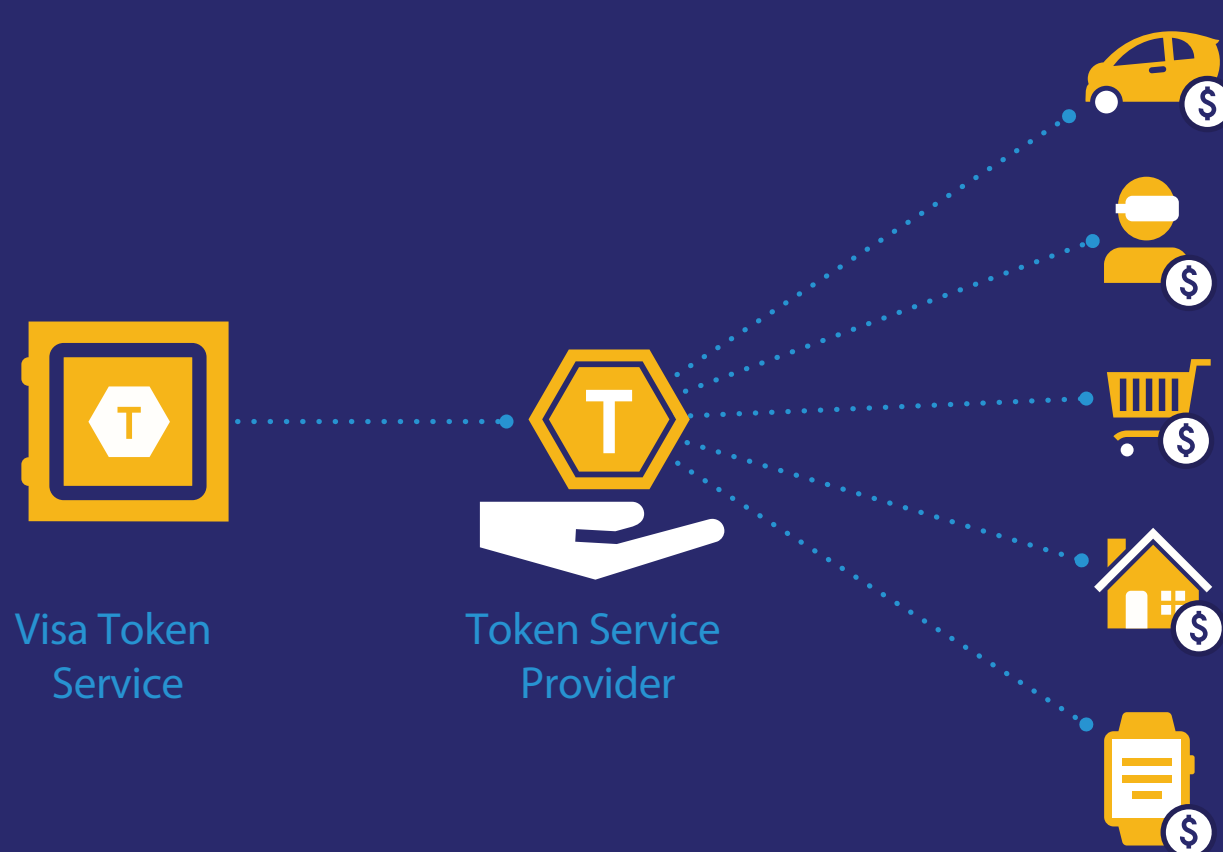 T
T
Visa Token
Service
Token Service
Provider
$
$
$
$
$